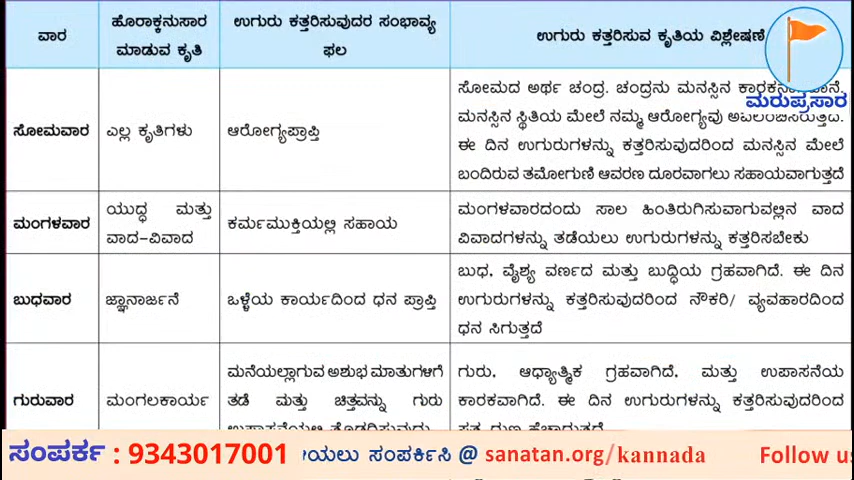 ವಾರ
ಹೊರಾಕ್ಕನುಸಾರ
ಮಾಡುವ ಕೃತಿ
ಉಗುರು ಕತ್ತರಿಸುವುದರ ಸಂಭಾವ್ಯ
ಫಲ
ಉಗುರು ಕತ್ತರಿಸುವ ಕೃತಿಯ ವಿಶ್ಲೇಷಣೆ
ಮರುಪ್ರಸಾರ
ಸೋಮವಾರ
ಎಲ್ಲ ಕೃತಿಗಳು
ಆರೋಗ್ಯಪ್ರಾಪ್ತಿ
ಸೋಮದ ಅರ್ಥ ಚಂದ್ರ. ಚಂದ್ರನು ಮನಸ್ಸಿನ
ಮನಸ್ಸಿನ ಸ್ಥಿತಿಯ ಮೇಲೆ ನಮ್ಮ ಆರೋಗ್ಯವು ಅವಲಂಬಿಸಿರುತ್ತದೆ.
ಈ ದಿನ ಉಗುರುಗಳನ್ನು ಕತ್ತರಿಸುವುದರಿಂದ ಮನಸ್ಸಿನ ಮೇಲೆ
ಬಂದಿರುವ ತಮೋಗುಣಿ ಆವರಣ ದೂರವಾಗಲು ಸಹಾಯವಾಗುತ್ತದೆ
ಮಂಗಳವಾರ
ಯುದ್ಧ ಮತ್ತು
ವಾದ-ವಿವಾದ
ಕರ್ಮಮುಕ್ತಿಯಲ್ಲಿ ಸಹಾಯ
ಮಂಗಳವಾರದಂದು ಸಾಲ ಹಿಂತಿರುಗಿಸುವಾಗುವಲ್ಲಿನ ವಾದ
ವಿವಾದಗಳನ್ನು ತಡೆಯಲು ಉಗುರುಗಳನ್ನು ಕತ್ತರಿಸಬೇಕು
ಬುಧವಾರ
ಜ್ಞಾನಾರ್ಜನೆ
ಒಳ್ಳೆಯ ಕಾರ್ಯದಿಂದ ಧನ ಪ್ರಾಪ್ತಿ
ಬುಧ. ವೈಶ್ಯ ವರ್ಣದ ಮತ್ತು ಬುದ್ಧಿಯ ಗ್ರಹವಾಗಿದೆ. ಈ ದಿನ
ಉಗುರುಗಳನ್ನು ಕತ್ತರಿಸುವುದರಿಂದ ನೌಕರಿ/ ವ್ಯವಹಾರದಿಂದ
ಧನ ಸಿಗುತ್ತದೆ
ಗುರುವಾರ
ಮಂಗಲಕಾರ್ಯ
ಮನೆಯಲ್ಲಾಗುವ ಅಶುಭ ಮಾತುಗಳಿಗೆ
ತಡೆ ಮತ್ತು ಚಿತ್ತವನ್ನು ಗುರು
ಗುರು. ಆಧ್ಯಾತ್ಮಿಕ ಗ್ರಹವಾಗಿದೆ. ಮತ್ತು ಉಪಾಸನೆಯ
ಕಾರಕವಾಗಿದೆ. ಈ ದಿನ ಉಗುರುಗಳನ್ನು ಕತ್ತರಿಸುವುದರಿಂದ
ಸಂಪರ್ಕ : 9343017001 ಸಂಪರ್ಕಿಸಿ @ sanatan.org/kannada Follow us